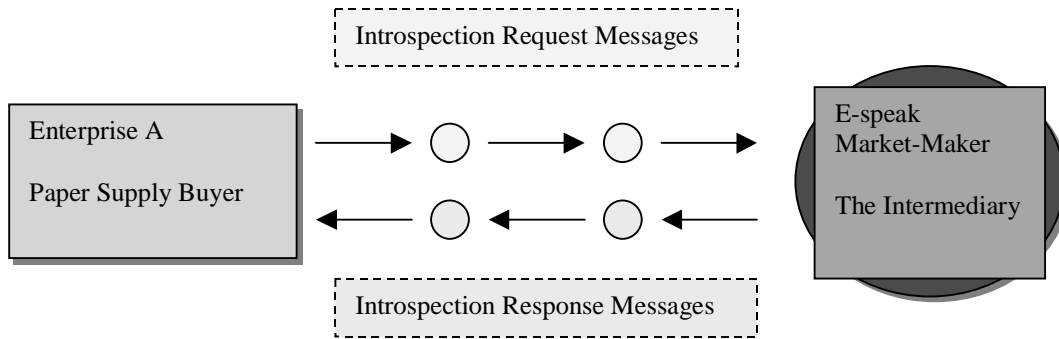 Introspection Request Messages
Enterprise A
Paper Supply Buyer
E-speak
Market-Maker
The Intermediary
Introspection Response Messages